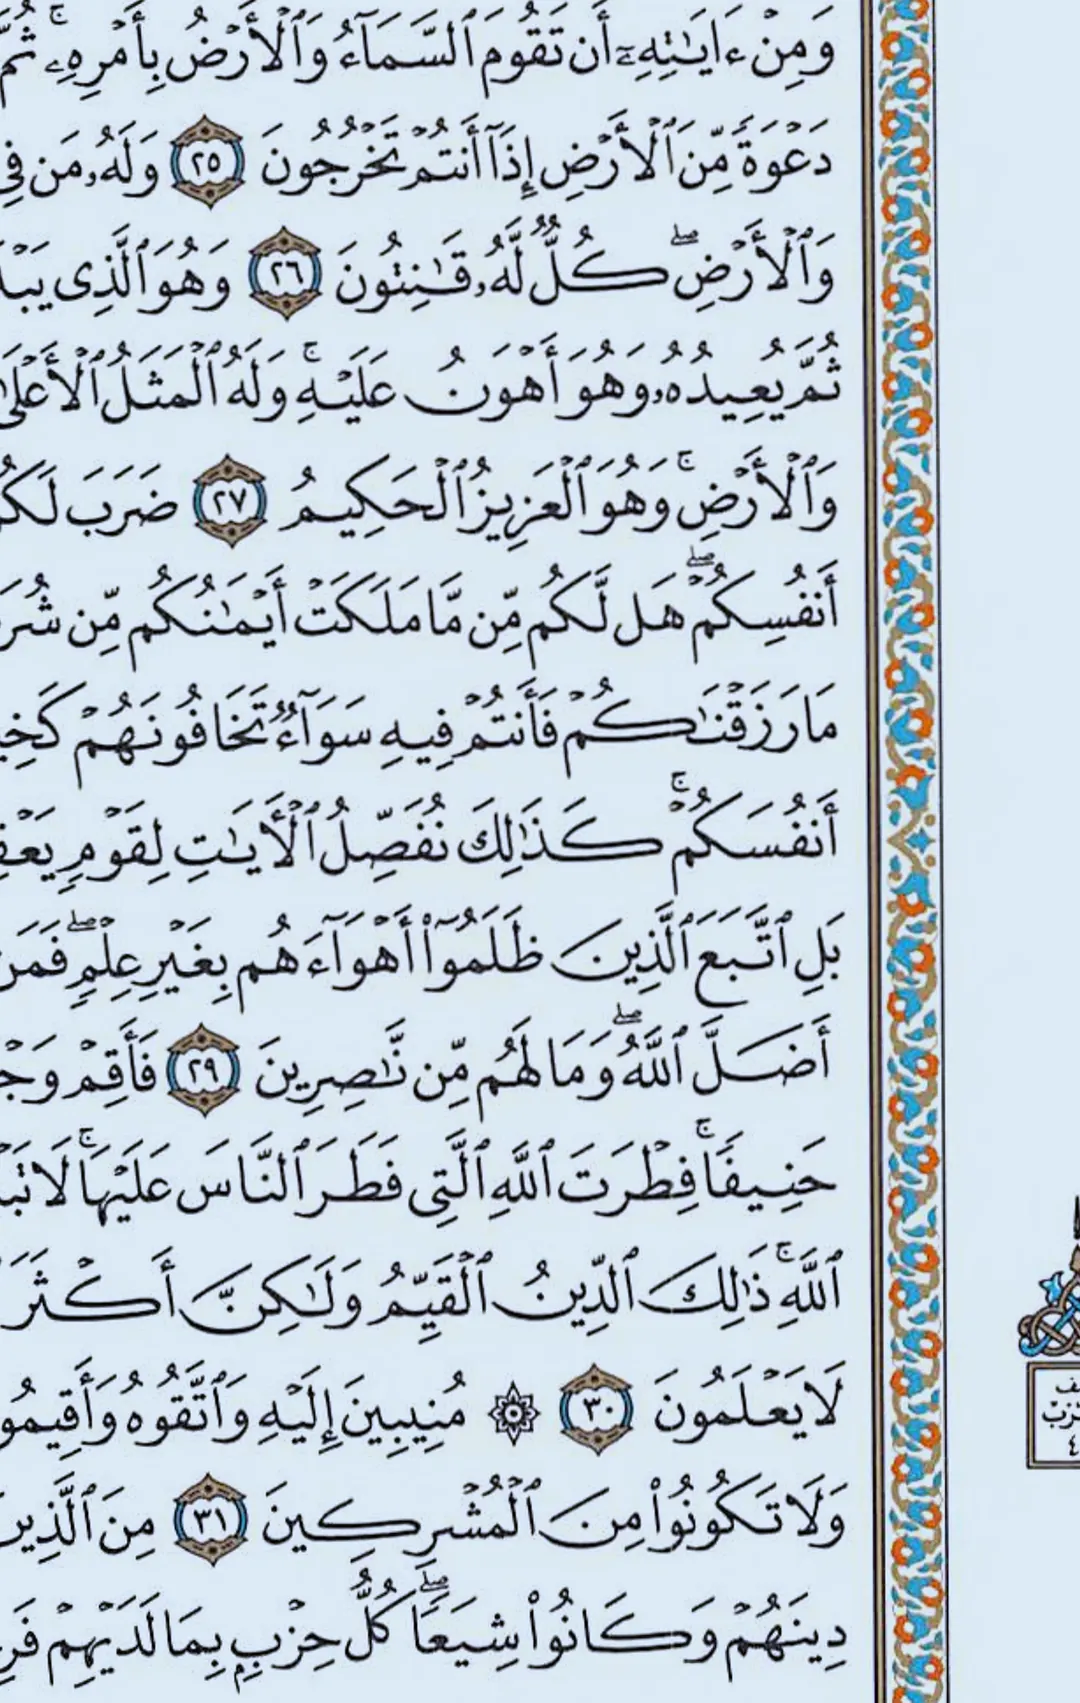 وَمِنْ ءَايَـٰتِهِۦٓ أَن تَقُومَ ٱلسَّمَآءُ وَٱلْأَرْضُ بِأَمْرِهِۦ ۚ ثُمَّ
دَعْوَةً مِّنَ ٱلْأَرْضِ إِذَآ أَنتُمْ تَخْرُجُونَ ٢٥ وَلَهُۥ مَن فِى
وَٱلْأَرْضِ ۖ كُلٌّ لَّهُۥ قَـٰنِتُونَ ٢٦ وَهُوَ ٱلَّذِى
ثُمَّ يُعِيدُهُۥ وَهُوَ أَهْوَنُ عَلَيْهِ ۚ وَلَهُ ٱلْمَثَلُ ٱلْأَعْلَىٰ
وَٱلْأَرْضِ ۚ وَهُوَ ٱلْعَزِيزُ ٱلْحَكِيمُ ٢٧ ضَرَبَ لَكُم
أَنفُسِكُمْ ۖ هَل لَّكُم مِّن مَّا مَلَكَتْ أَيْمَـٰنُكُم مِّن
مَا رَزَقْنَـٰكُمْ فَأَنتُمْ فِيهِ سَوَآءٌ تَخَافُونَهُمْ
أَنفُسَكُمْ ۚ كَذَٰلِكَ نُفَصِّلُ ٱلْأَيَـٰتِ لِقَوْمٍ
بَلِ ٱتَّبَعَ ٱلَّذِينَ ظَلَمُوٓا۟ أَهْوَآءَهُم بِغَيْرِ عِلْمٍ ۖ فَمَن
أَضَلَّ ٱللَّهُ ۖ وَمَا لَهُم مِّن نَّـٰصِرِينَ ٢٩ فَأَقِمْ
حَنِيفًا ۚ فِطْرَتَ ٱللَّهِ ٱلَّتِى فَطَرَ ٱلنَّاسَ عَلَيْهَا ۚ لَا
ٱللَّهِ ۚ ذَٰلِكَ ٱلدِّينُ ٱلْقَيِّمُ وَلَـٰكِنَّ أَكْثَرَ
لَا يَعْلَمُونَ ٣٠ ۞ مُنِيبِينَ إِلَيْهِ وَٱتَّقُوهُ
وَلَا تَكُونُوا۟ مِنَ ٱلْمُشْرِكِينَ ٣١ مِنَ ٱلَّذِينَ
دِينَهُمْ وَكَانُوا۟ شِيَعًا ۖ كُلُّ حِزْبٍۭ بِمَا لَدَيْهِمْ